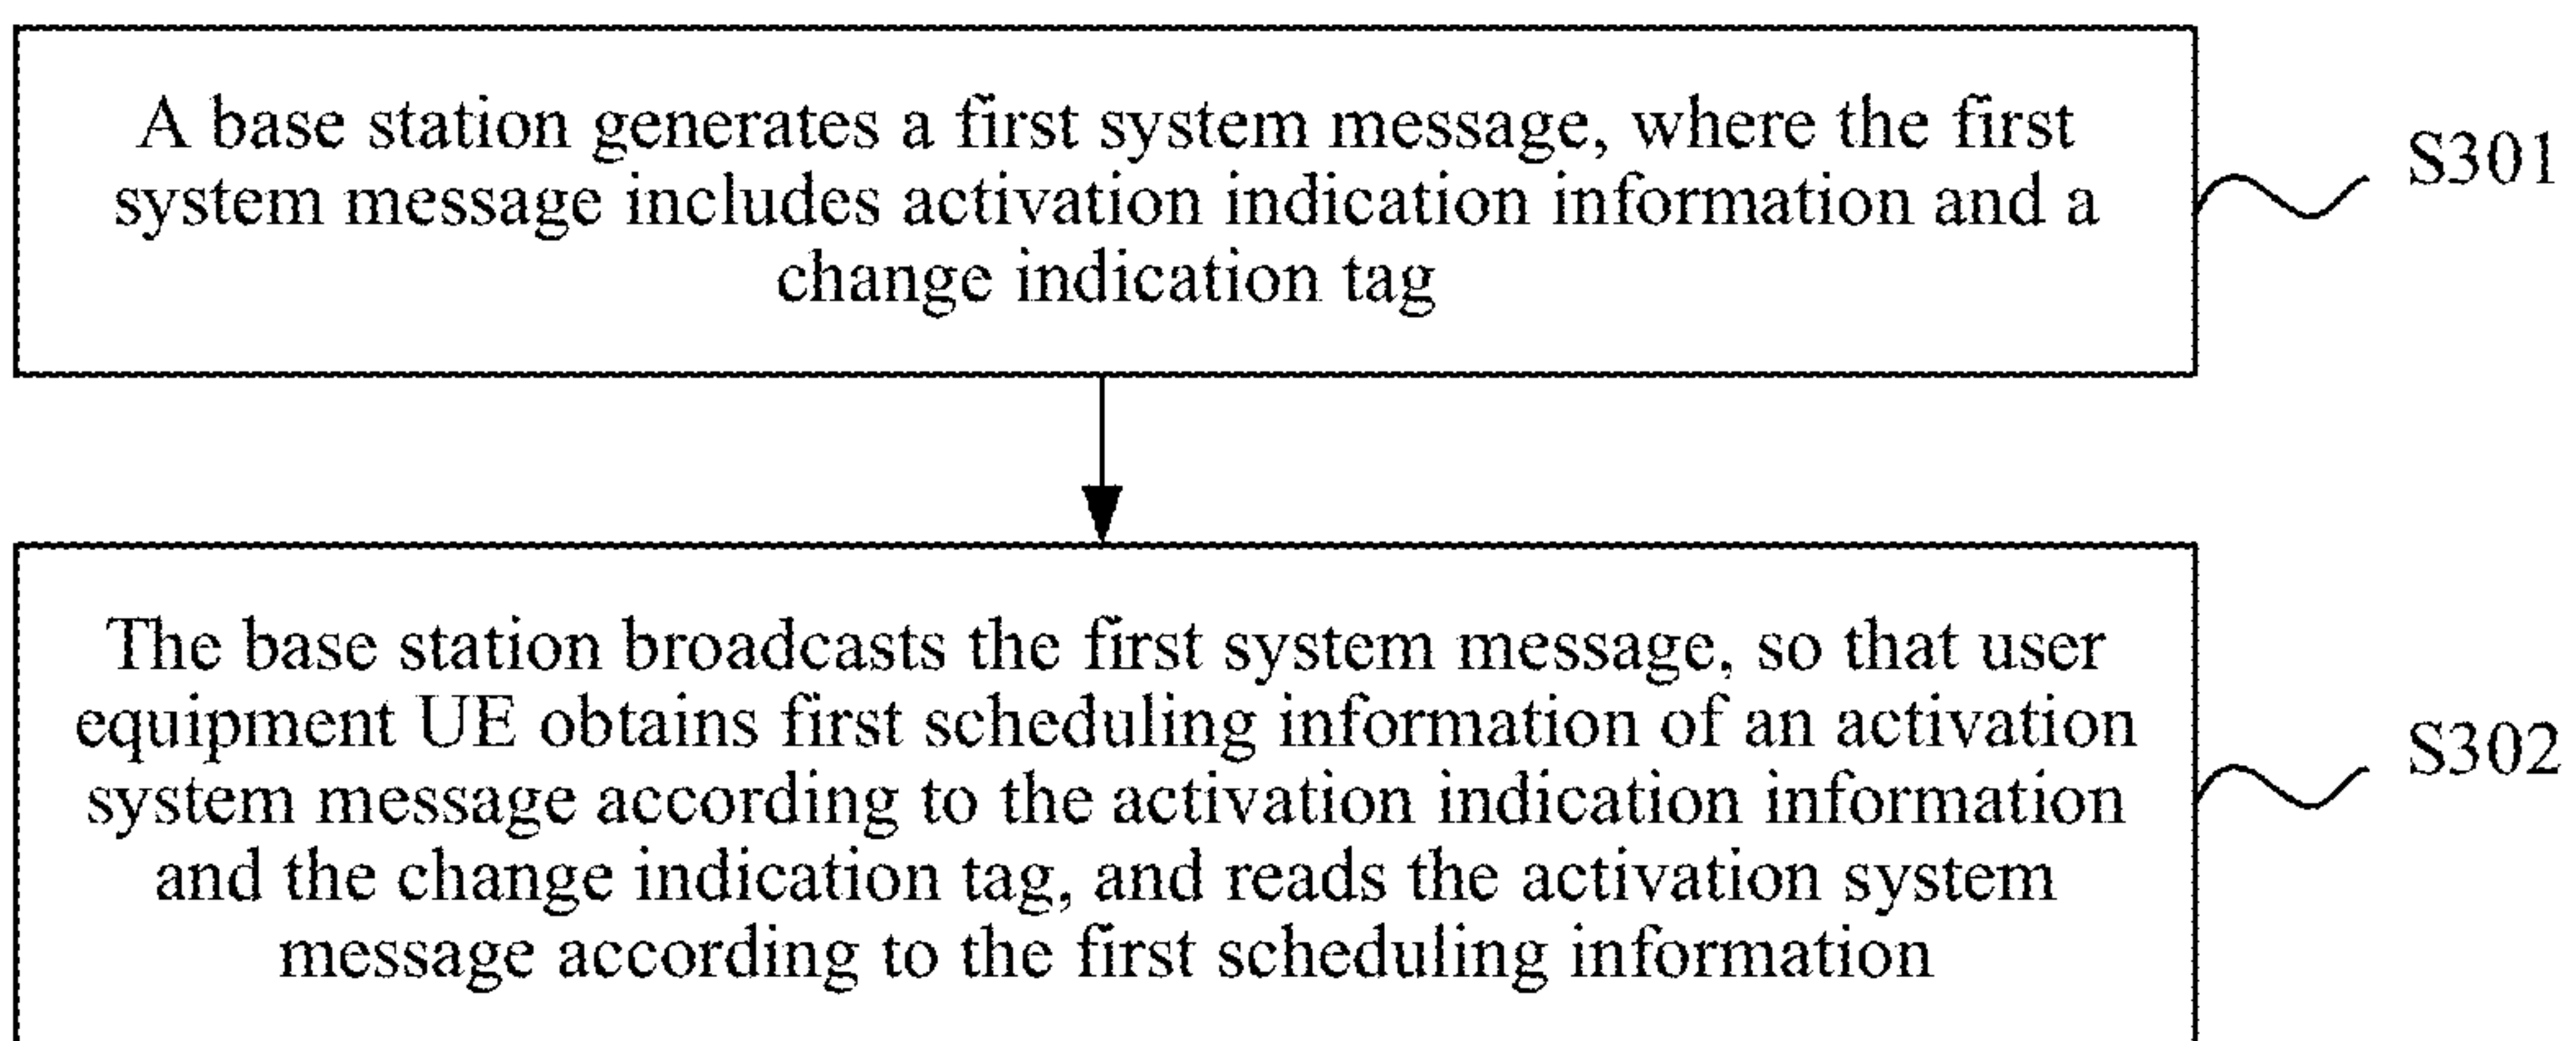 A base station generates a first system message, where the first
system message includes activation indication information and a
change indication tag
S301
The base station broadcasts the first system message, so that user
equipment UE obtains first scheduling information of an activation
system message according to the activation indication information
and the change indication tag, and reads the activation system
message according to the first scheduling information
S302